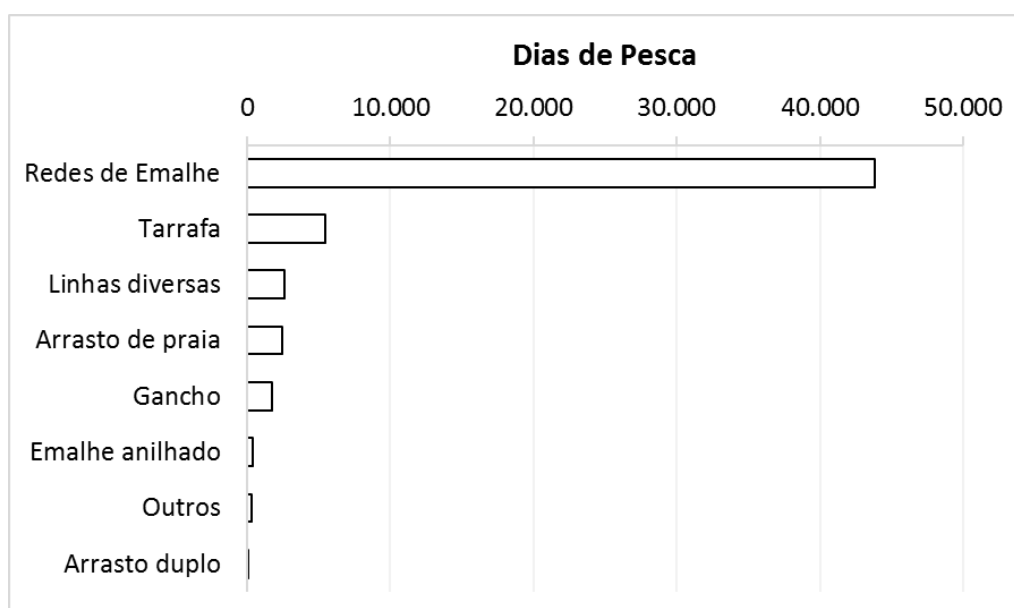 Dias de Pesca
0 10.000 20.000 30.000 40.000 50.000
Redes de Emalhe
Tarrafa
Linhas diversas
Arrasto de praia
Gancho
Emalhe anilhado
Outros
Arrasto duplo